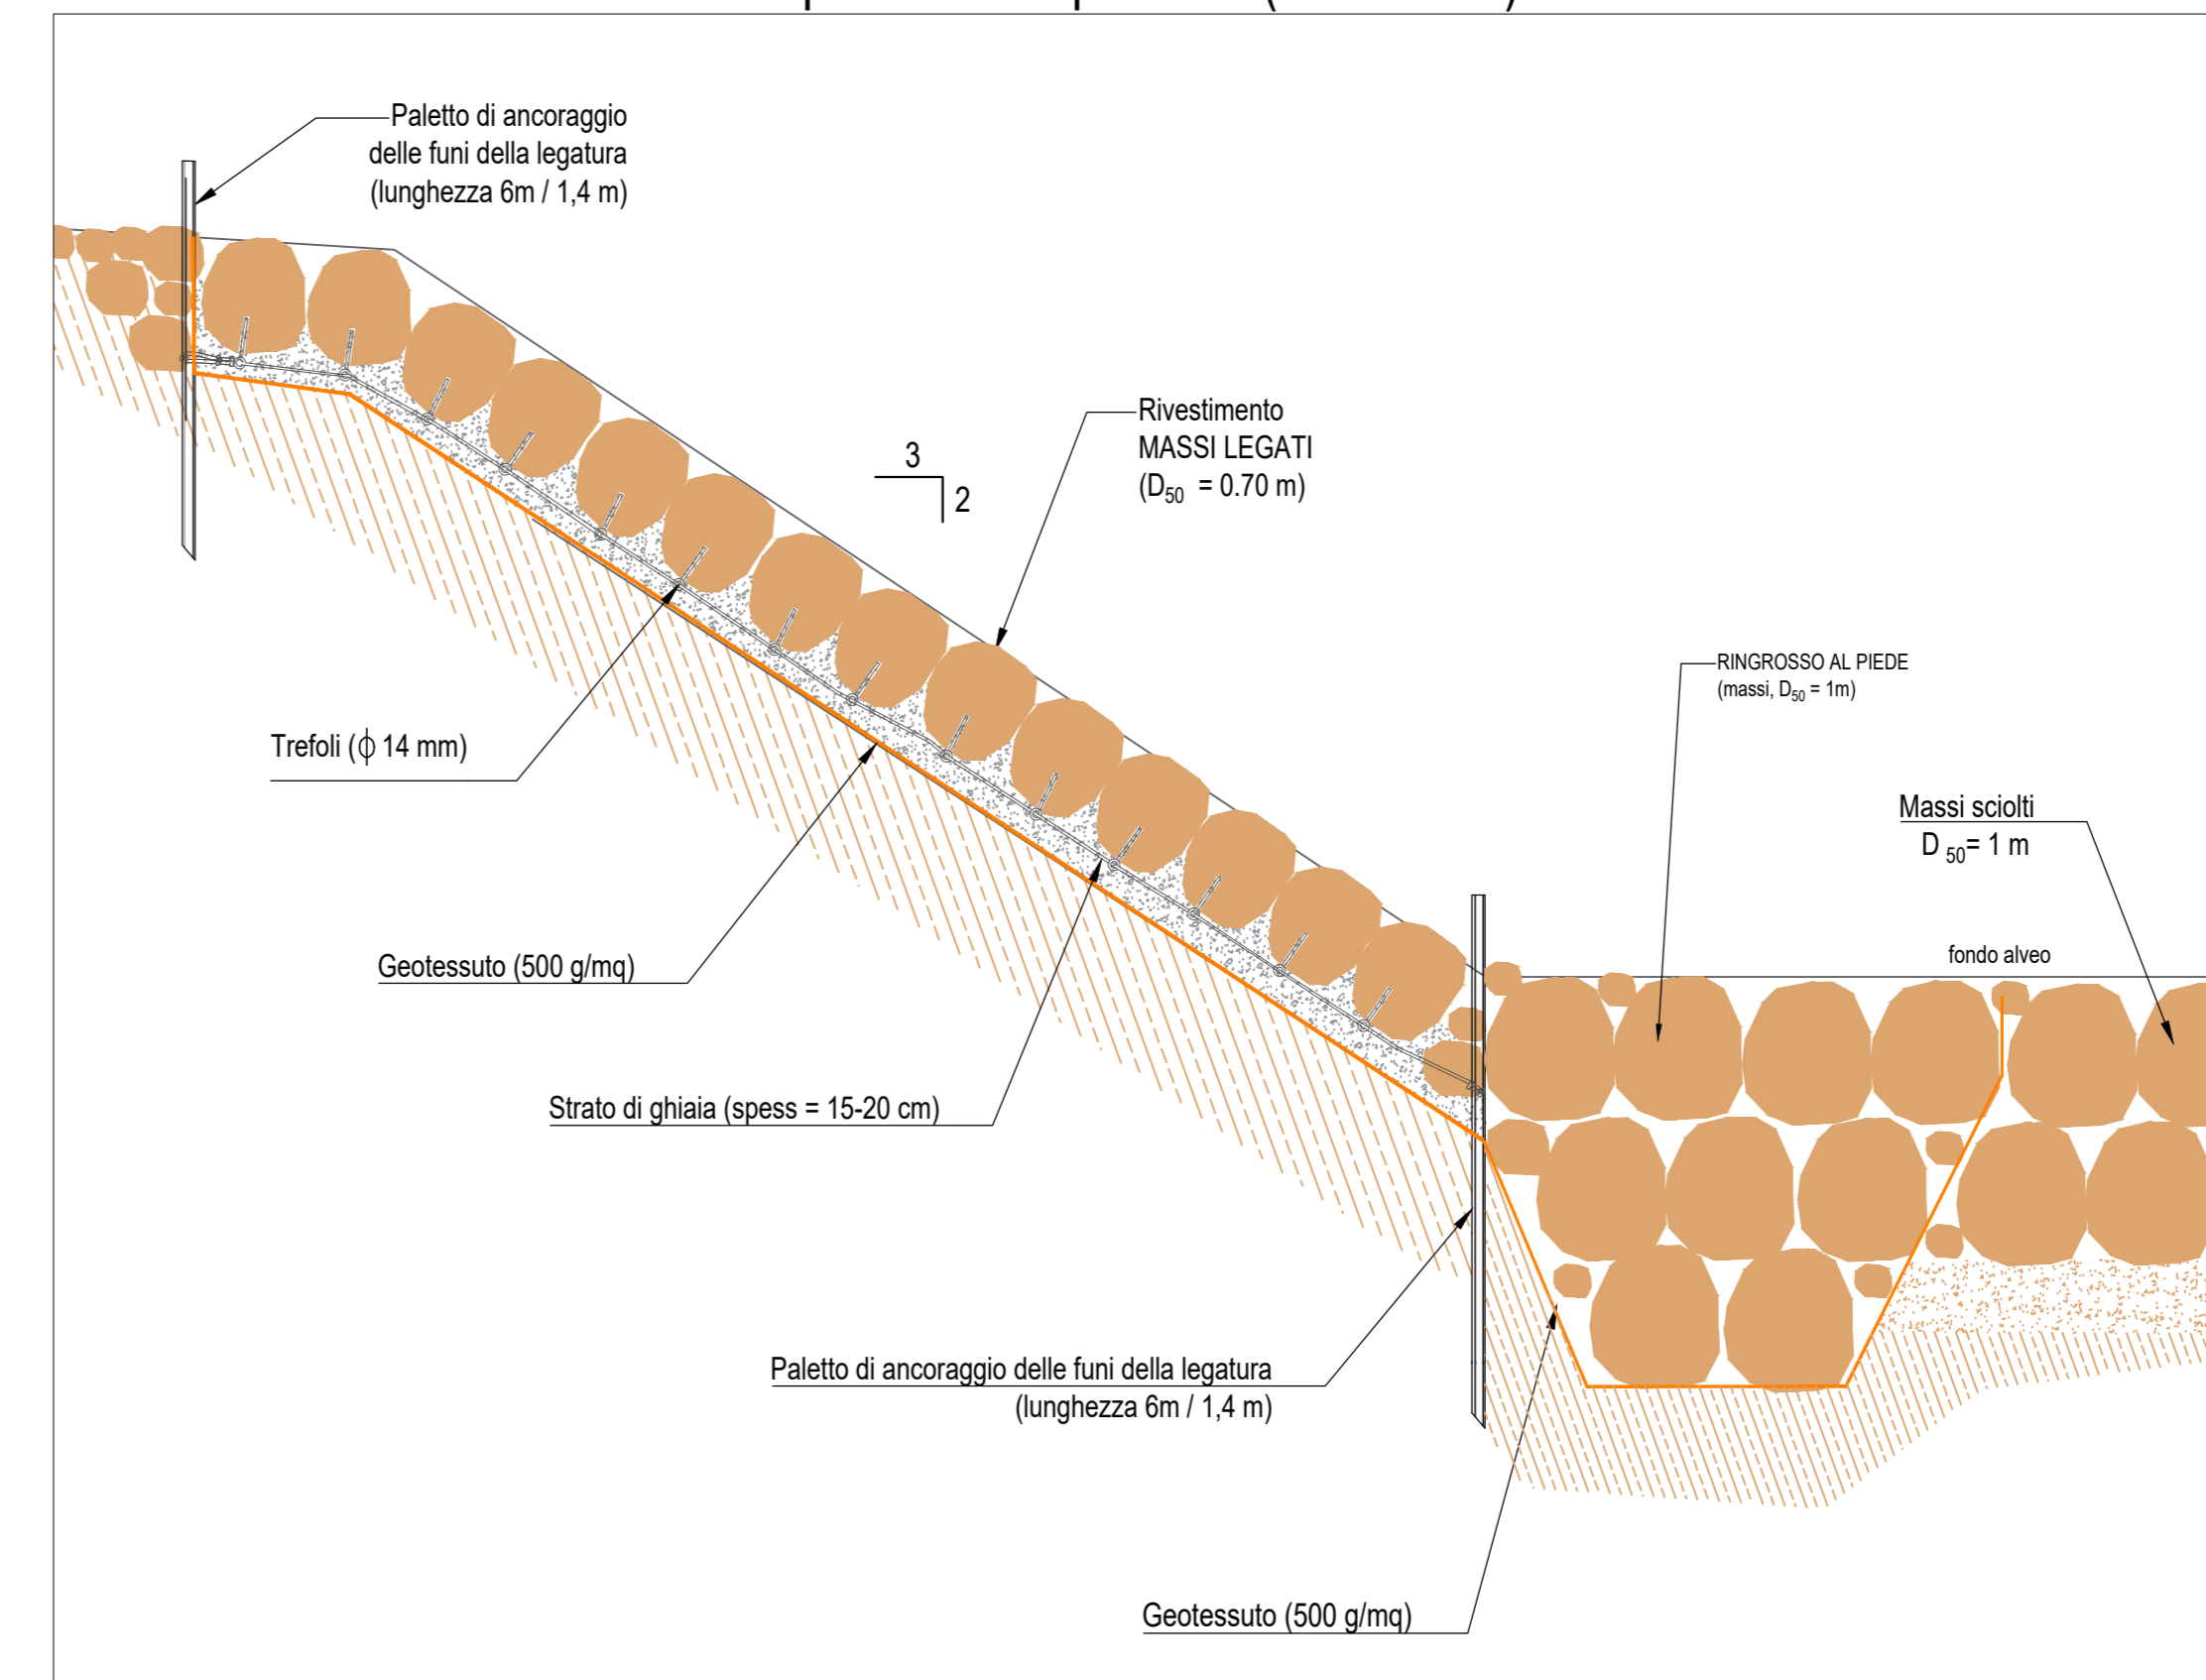 Paletto di ancoraggio
delle funi della legatura
(lunghezza 6m / 1,4 m)
Rivestimento
MASSI LEGATI
(D50 = 0.70 m)
3
2
RINGROSSO AL PIEDE
(massi, D50 = 1m)
Trefoli (ϕ 14 mm)
Massi sciolti
D 50= 1 m
fondo alveo
Geotessuto (500 g/mq)
Strato di ghiaia (spess = 15-20 cm)
Paletto di ancoraggio delle funi della legatura
(lunghezza 6m / 1,4 m)
Geotessuto (500 g/mq)